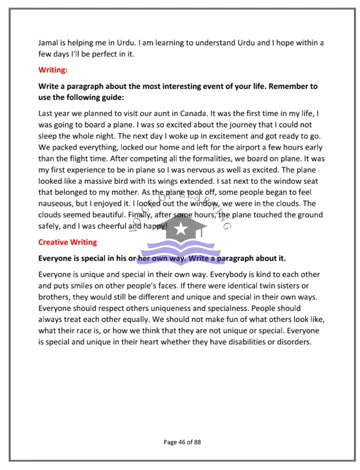 Jamal is helping me in Urdu. I am learning to understand Urdu and I hope within a
few days I'll be perfect in it.
Writing:
Write a paragraph about the most interesting event of your life. Remember to
use the following guide:
Last year we planned to visit our aunt in Canada. It was the first time in my life, I
was going to board a plane. I was so excited about the journey that I could not
sleep the whole night. The next day I woke up in excitement and got ready to go.
We packed everything, locked our home and left for the airport a few hours early
than the flight time. After competing all the formalities, we board on plane. It was
my first experience to be in plane so I was nervous as well as excited. The plane
looked like a massive bird with its wings extended. I sat next to the window seat
that belonged to my mother. As the plane took off, some people began to feel
nauseous, but I enjoyed it. I looked out the window, we were in the clouds. The
clouds seemed beautiful. Finally, after some hours, the plane touched the ground
safely, and I was cheerful and happy!
Creative Writing
Everyone is special in his or her own way. Write a paragraph about it.
Everyone is unique and special in their own way. Everybody is kind to each other
and puts smiles on other people's faces. If there were identical twin sisters or
brothers, they would still be different and unique and special in their own ways.
Everyone should respect others uniqueness and specialness. People should
always treat each other equally. We should not make fun of what others look like,
what their race is, or how we think that they are not unique or special. Everyone
is special and unique in their heart whether they have disabilities or disorders.
Page 46 of 88